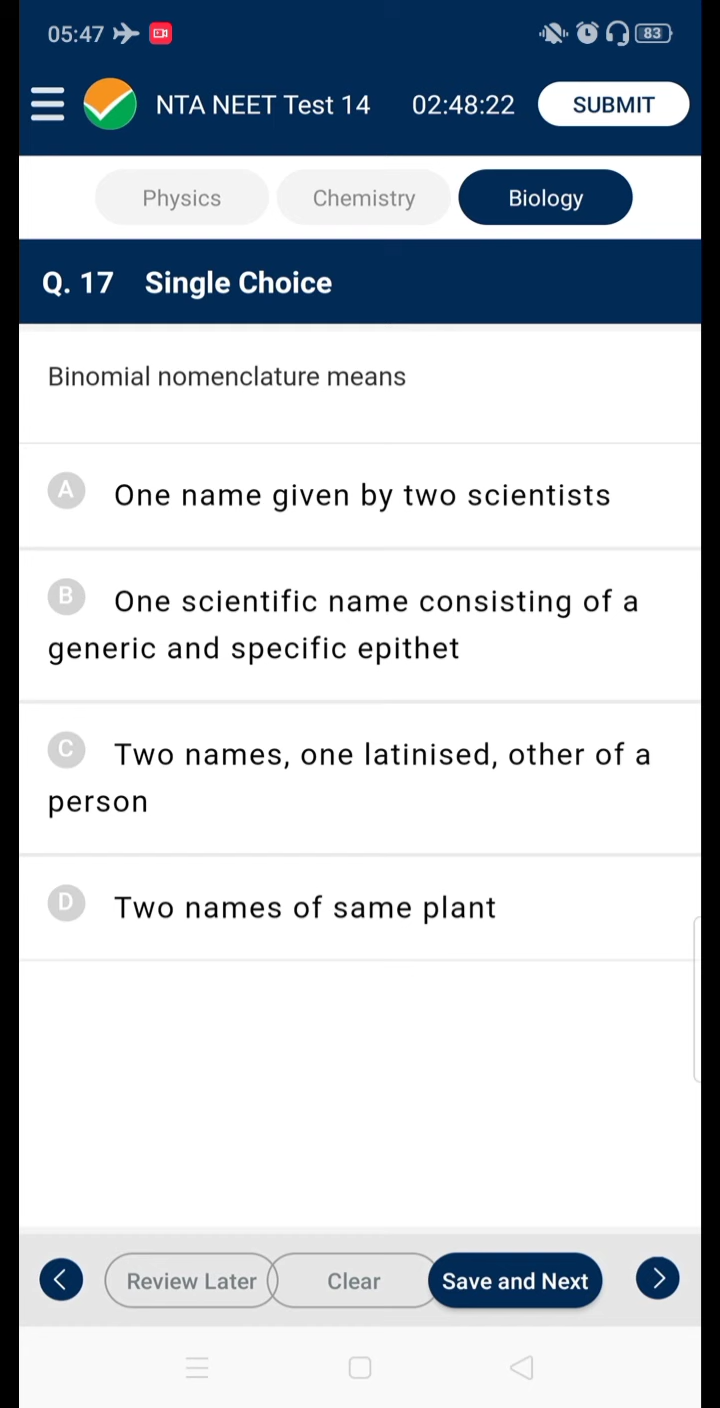 05:47 83
NTA NEET Test 14 02:48:22 SUBMIT
Physics Chemistry Biology
Q. 17 Single Choice
Binomial nomenclature means
A One name given by two scientists
B One scientific name consisting of a
generic and specific epithet
C Two names, one latinised, other of a
person
D Two names of same plant
Review Later Clear Save and Next